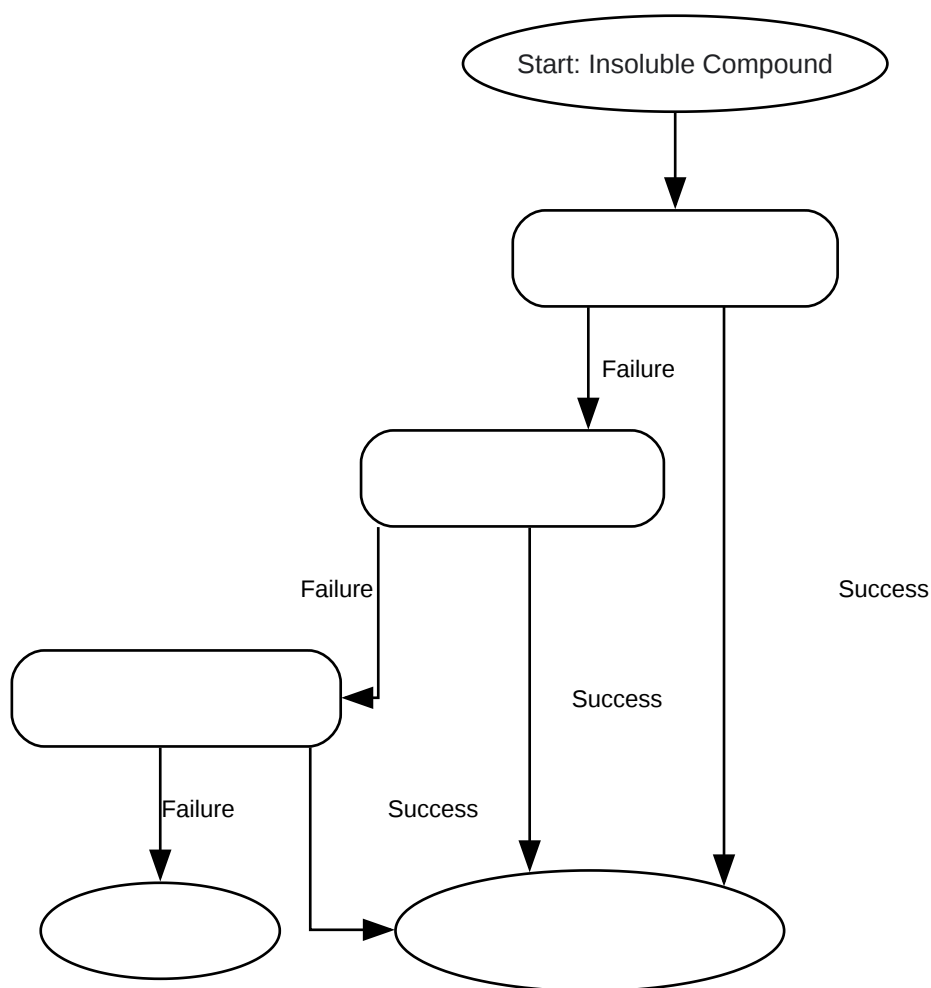 Start: Insoluble Compound
Failure
Failure
Success
Success
Failure
Success